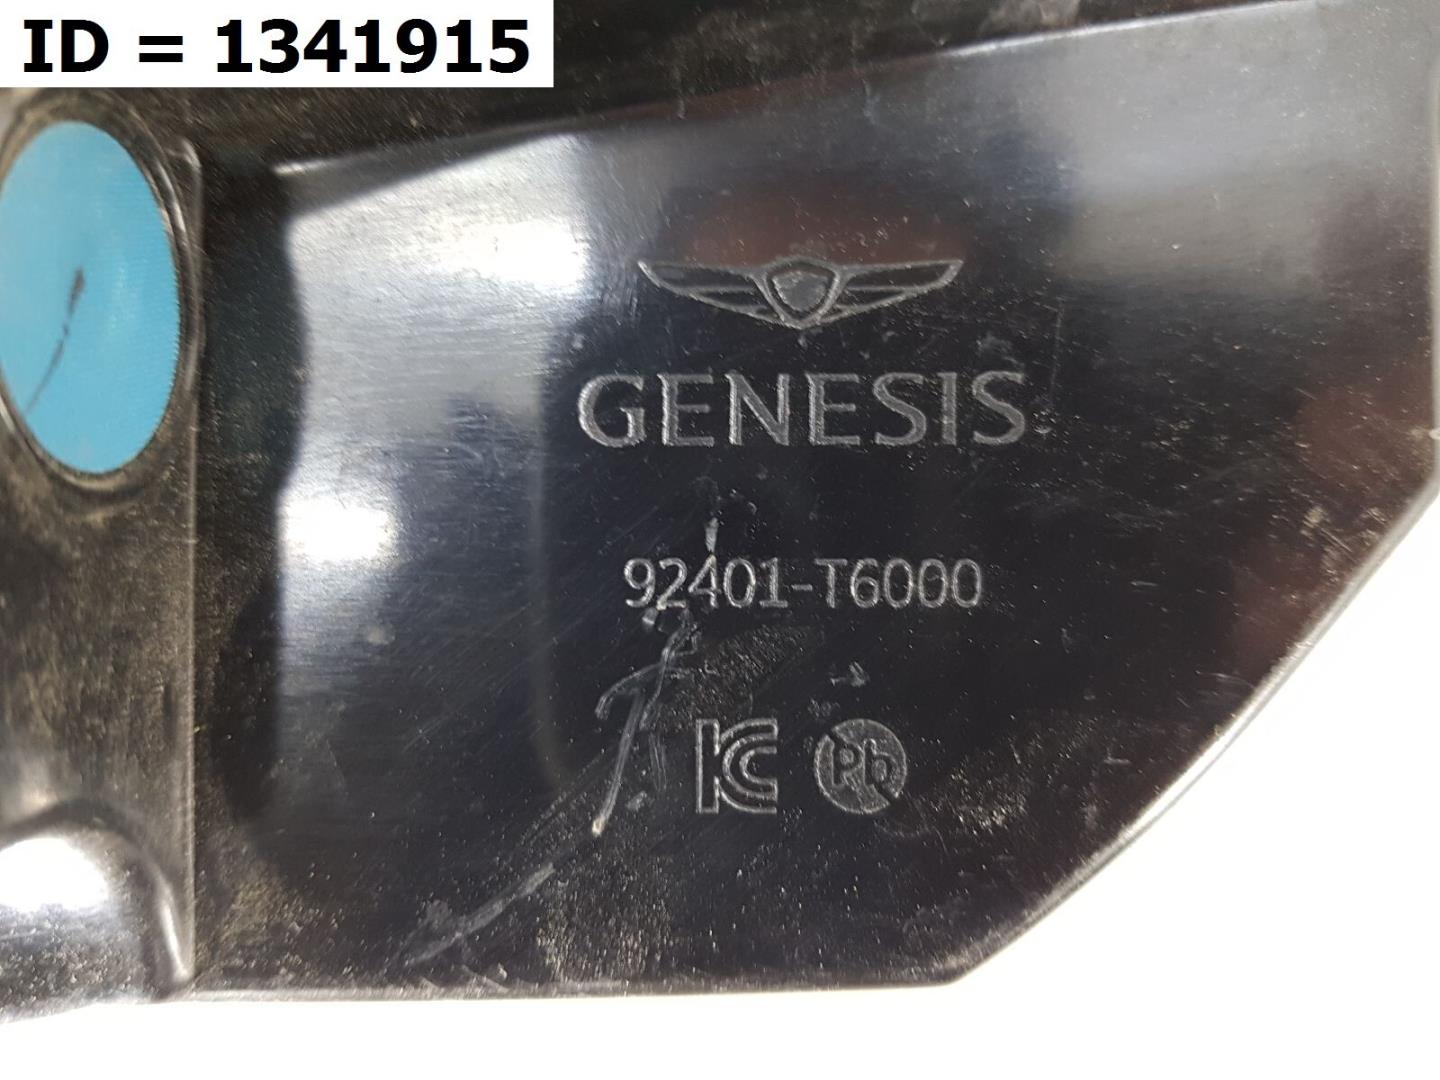 ID = 1341915
GENESIS
92401-T6000
KC Pb